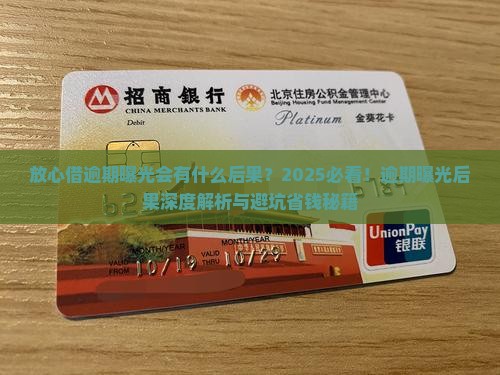 招商银行
CHINA MERCHANTS BANK
北京住房公积金管理中心
Beijing Housing Fund Management Center
Debit
Platinum 金葵花卡
放心借逾期曝光会有什么后果？2025必看！逾期曝光后
果深度解析与避坑省钱秘籍
MONTH/YEAR MONTH/YEAR
VALID FROM 10/19 VALID THRU 10/29
UnionPay
银联